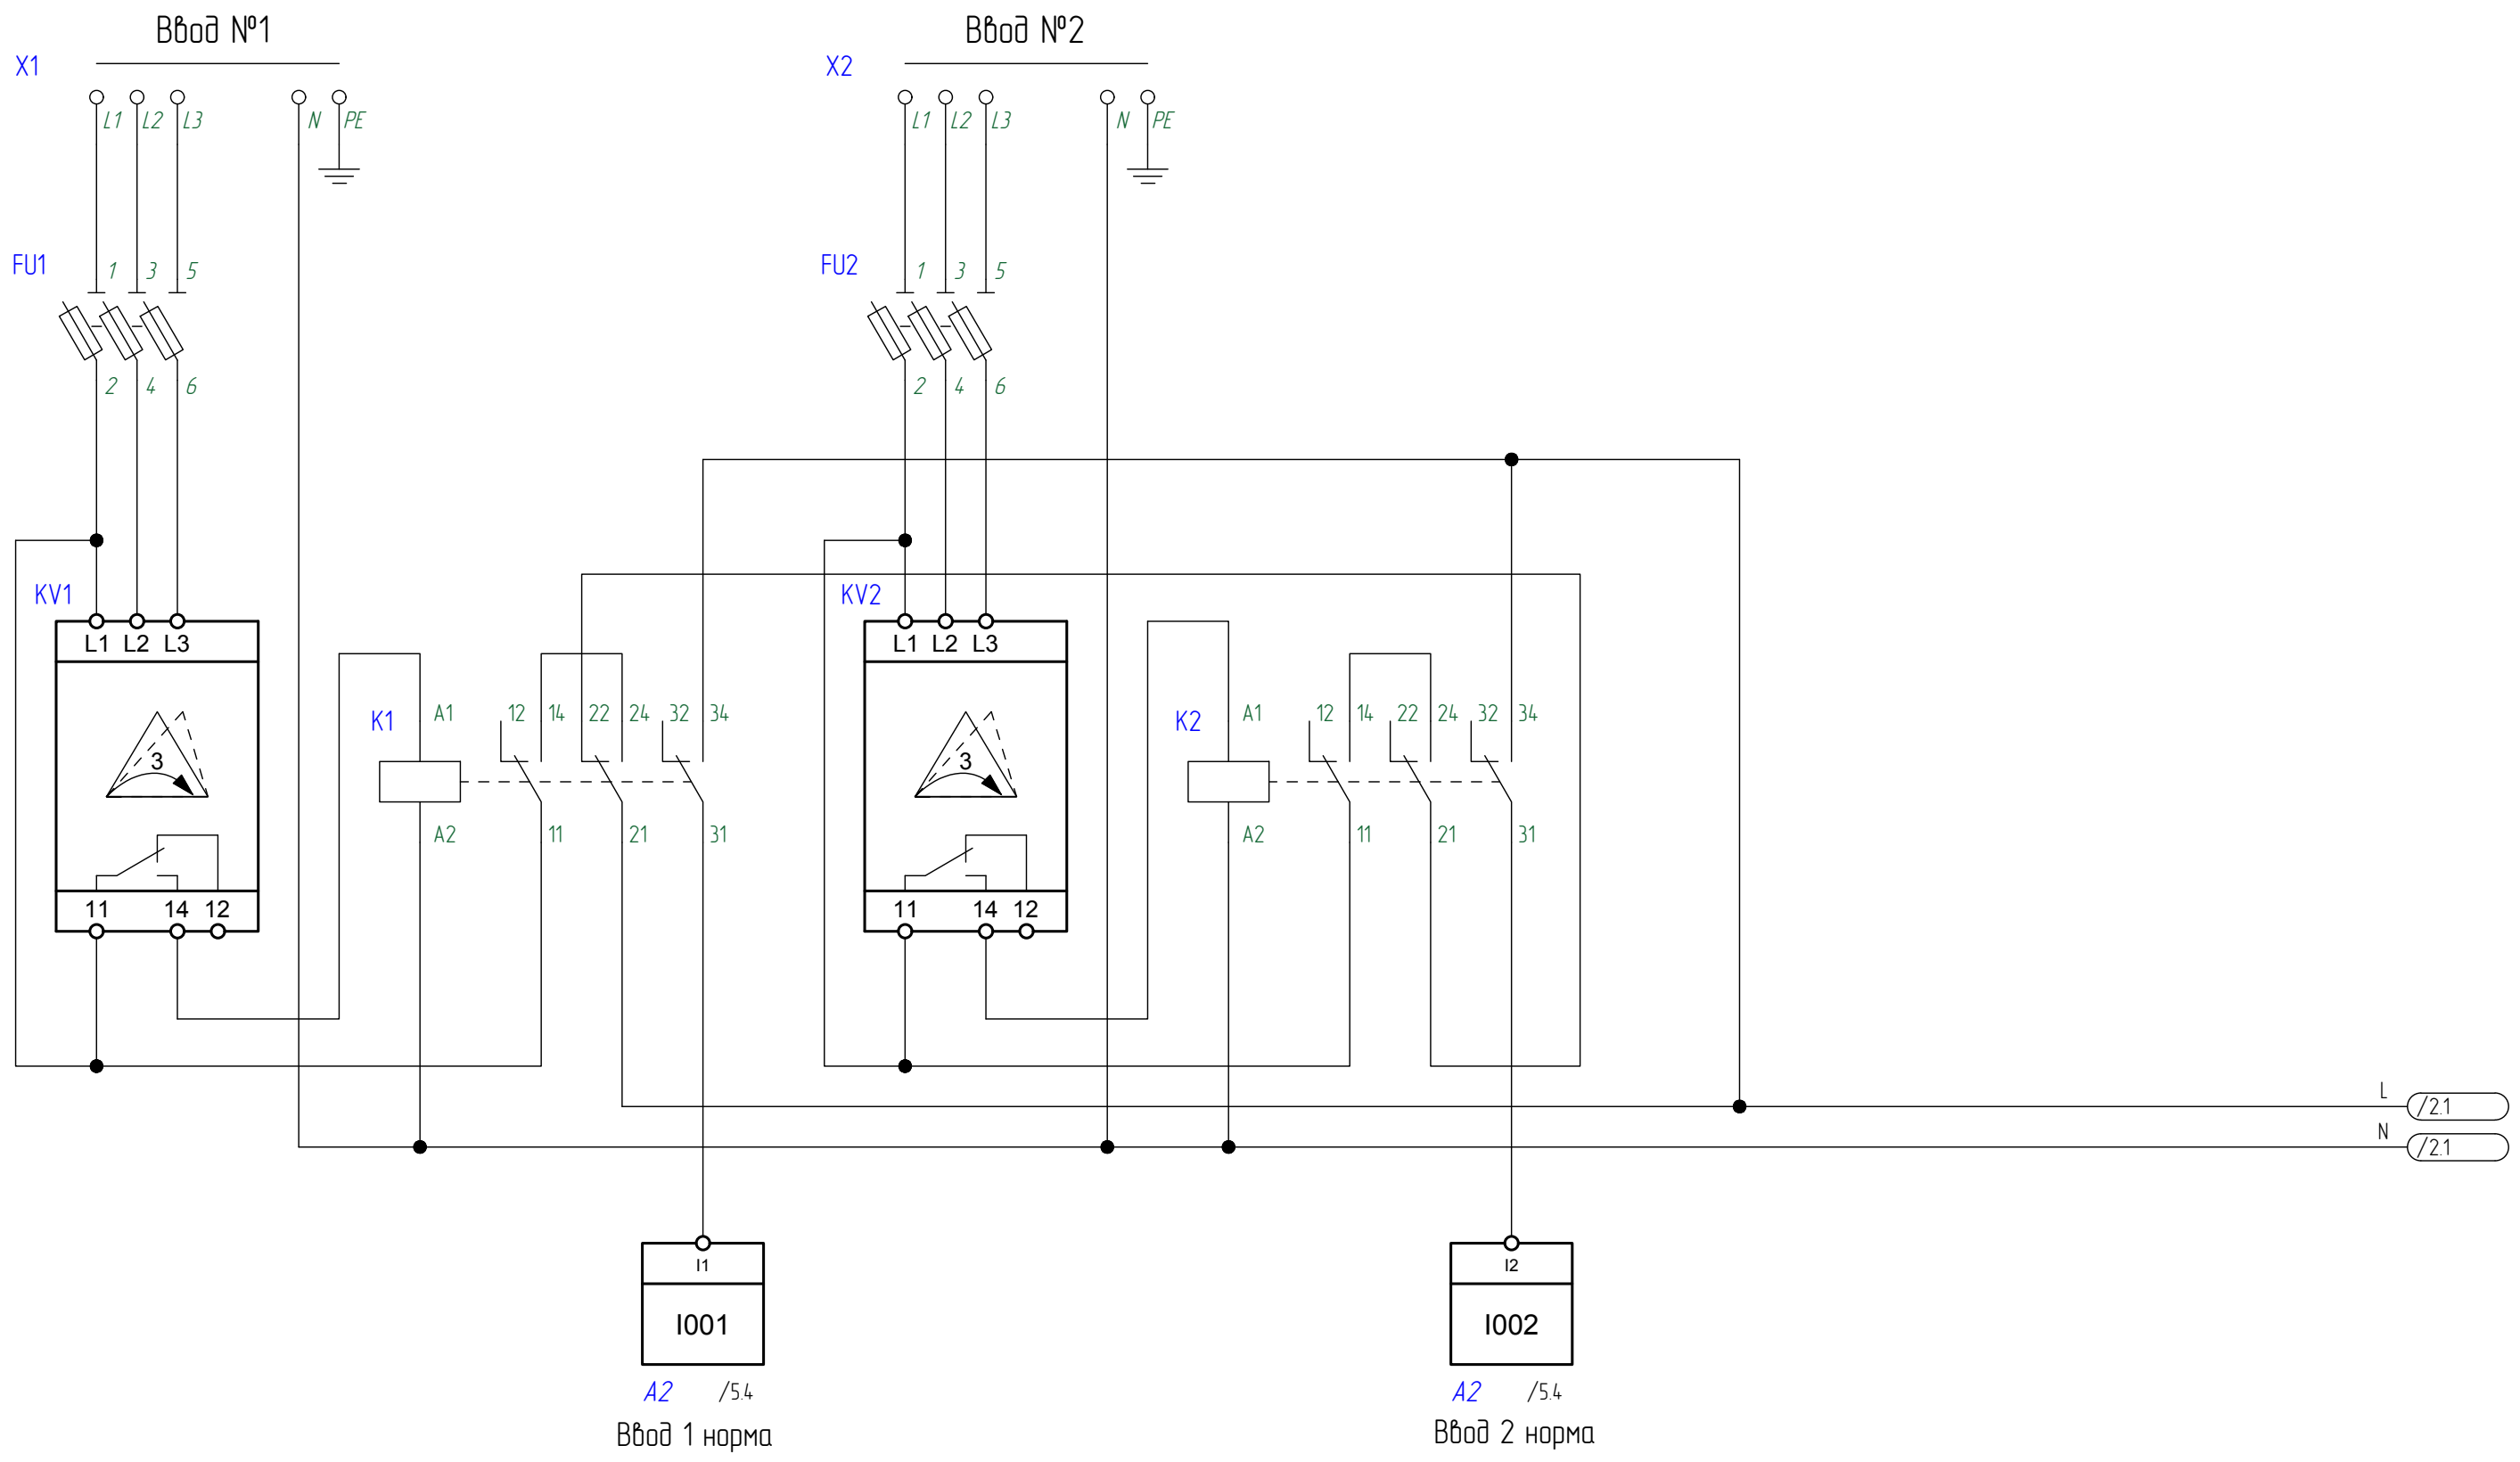 Ввод №1 Ввод №2
X1 X2
L1 L2 L3 N PE L1 L2 L3 N PE
FU1 1 3 5 FU2 1 3 5
2 4 6 2 4 6
KV1 KV2
L1 L2 L3 L1 L2 L3
K1 A1 12 14 22 24 32 34 K2 A1 12 14 22 24 32 34
3 3
A2 11 21 31 A2 11 21 31
11 14 12 11 14 12
L /2.1
N /2.1
I1 I2
I001 I002
A2 /5.4 A2 /5.4
Ввод 1 норма Ввод 2 норма